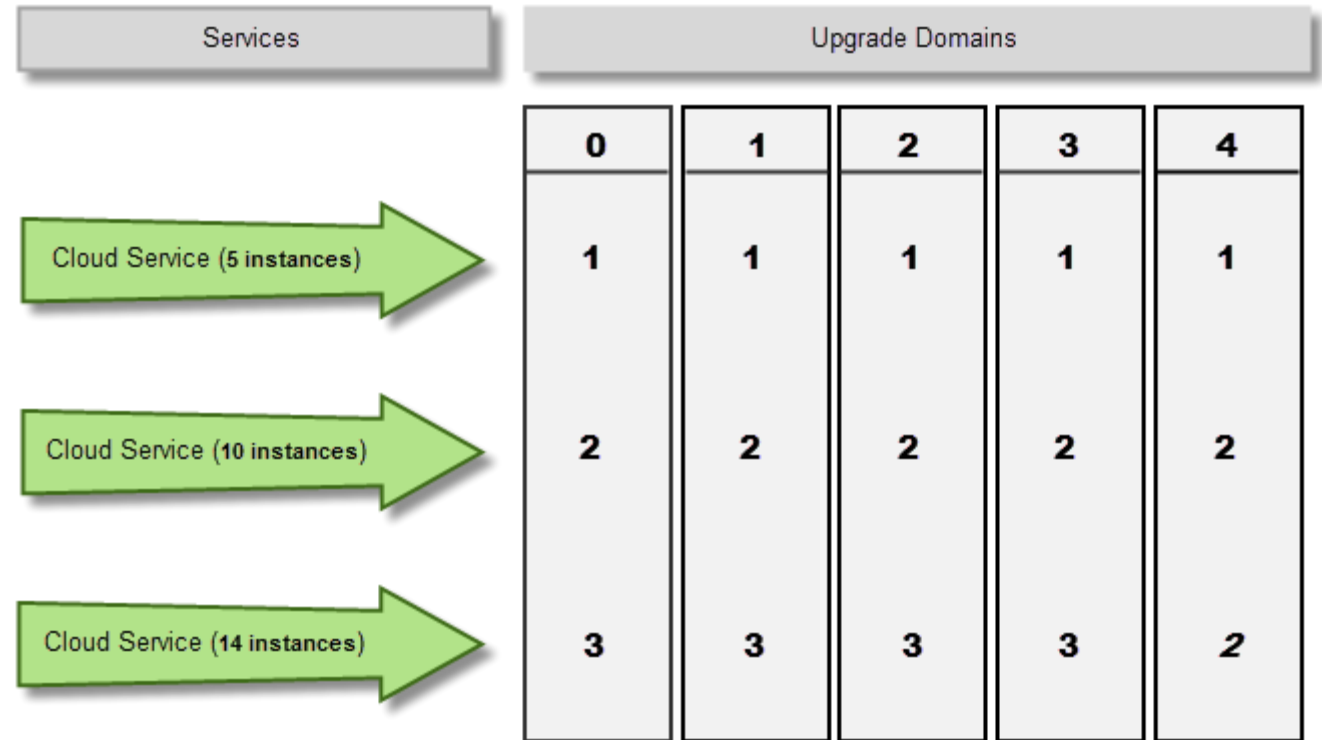 Services
Upgrade Domains
0 1 2 3 4
Cloud Service (5 instances) 1 1 1 1 1
Cloud Service (10 instances) 2 2 2 2 2
Cloud Service (14 instances) 3 3 3 3 2